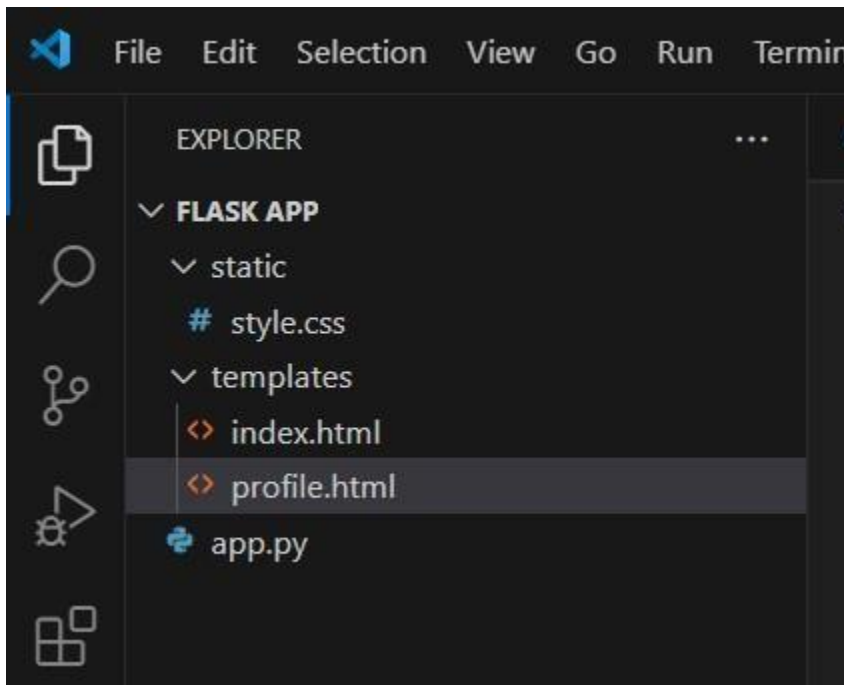 File Edit Selection View Go Run Termin
EXPLORER ...
FLASK APP
static
# style.css
templates
<> index.html
<> profile.html
app.py